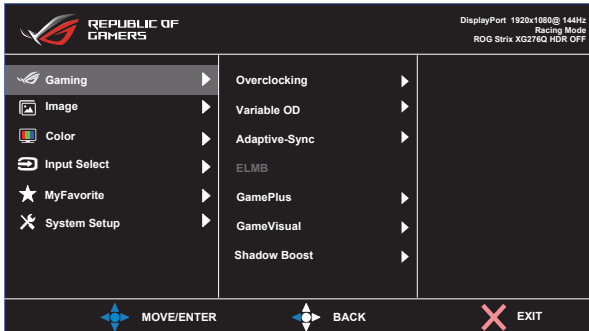 REPUBLIC OF
GAMERS
DisplayPort 1920x1080@ 144Hz
Racing Mode
ROG Strix XG276Q HDR OFF
Gaming
Image
Color
Input Select
MyFavorite
System Setup
Overclocking
Variable OD
Adaptive-Sync
ELMB
GamePlus
GameVisual
Shadow Boost
MOVE/ENTER
BACK
EXIT